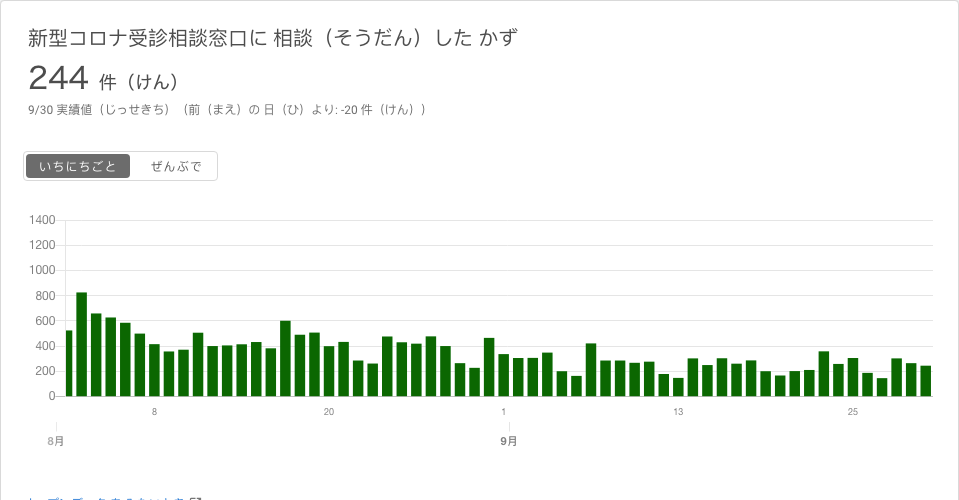 新型コロナ受診相談窓口に 相談（そうだん）した かず
244 件（けん）
9/30 実績値（じっせきち）（前（まえ）の 日（ひ）より: -20 件（けん））
いちにちごと ぜんぶで
1400
1200
1000
800
600
400
200
0
8 20 1 13 25
8月 9月